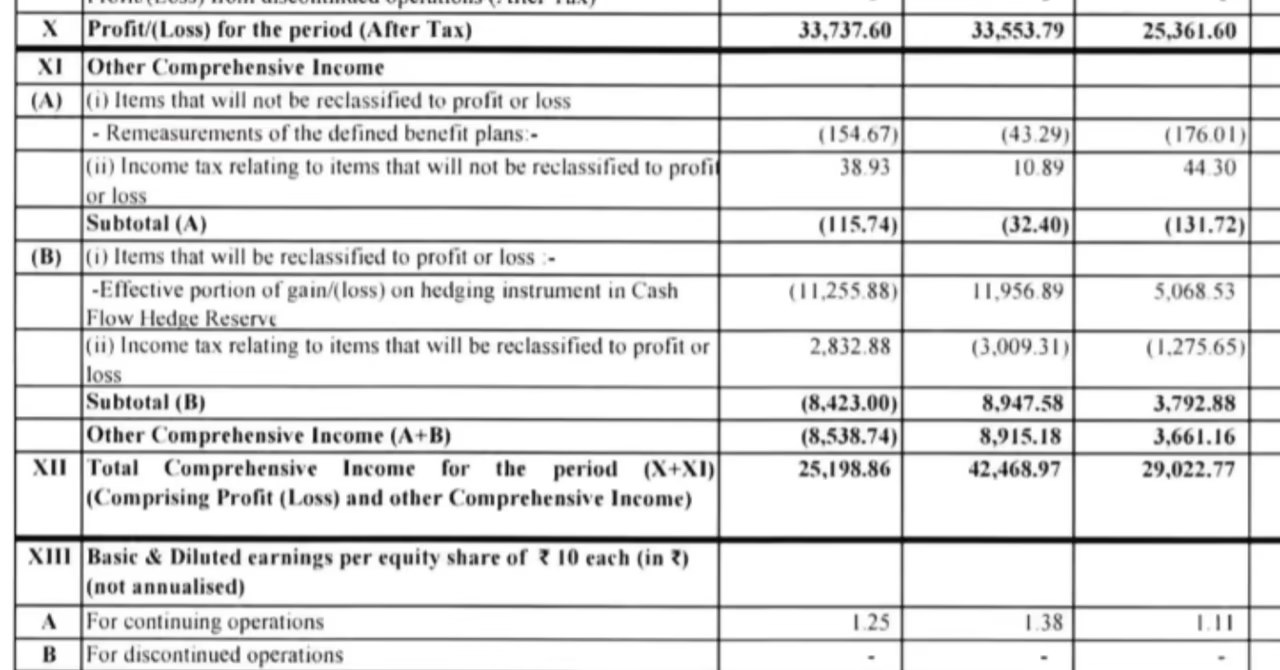 Profit/(Loss) from discontinued operations (After Tax) - - -
X Profit/(Loss) for the period (After Tax) 33,737.60 33,553.79 25,361.60
XI Other Comprehensive Income
(A) (i) Items that will not be reclassified to profit or loss
- Remeasurements of the defined benefit plans:- (154.67) (43.29) (176.01)
(ii) Income tax relating to items that will not be reclassified to profit 38.93 10.89 44.30
or loss
Subtotal (A) (115.74) (32.40) (131.72)
(B) (i) Items that will be reclassified to profit or loss :-
-Effective portion of gain/(loss) on hedging instrument in Cash (11,255.88) 11,956.89 5,068.53
Flow Hedge Reserve
(ii) Income tax relating to items that will be reclassified to profit or 2,832.88 (3,009.31) (1,275.65)
loss
Subtotal (B) (8,423.00) 8,947.58 3,792.88
Other Comprehensive Income (A+B) (8,538.74) 8,915.18 3,661.16
XII Total Comprehensive Income for the period (X+XI) 25,198.86 42,468.97 29,022.77
(Comprising Profit (Loss) and other Comprehensive Income)
XIII Basic & Diluted earnings per equity share of ₹ 10 each (in ₹)
(not annualised)
A For continuing operations 1.25 1.38 1.11
B For discontinued operations - - -